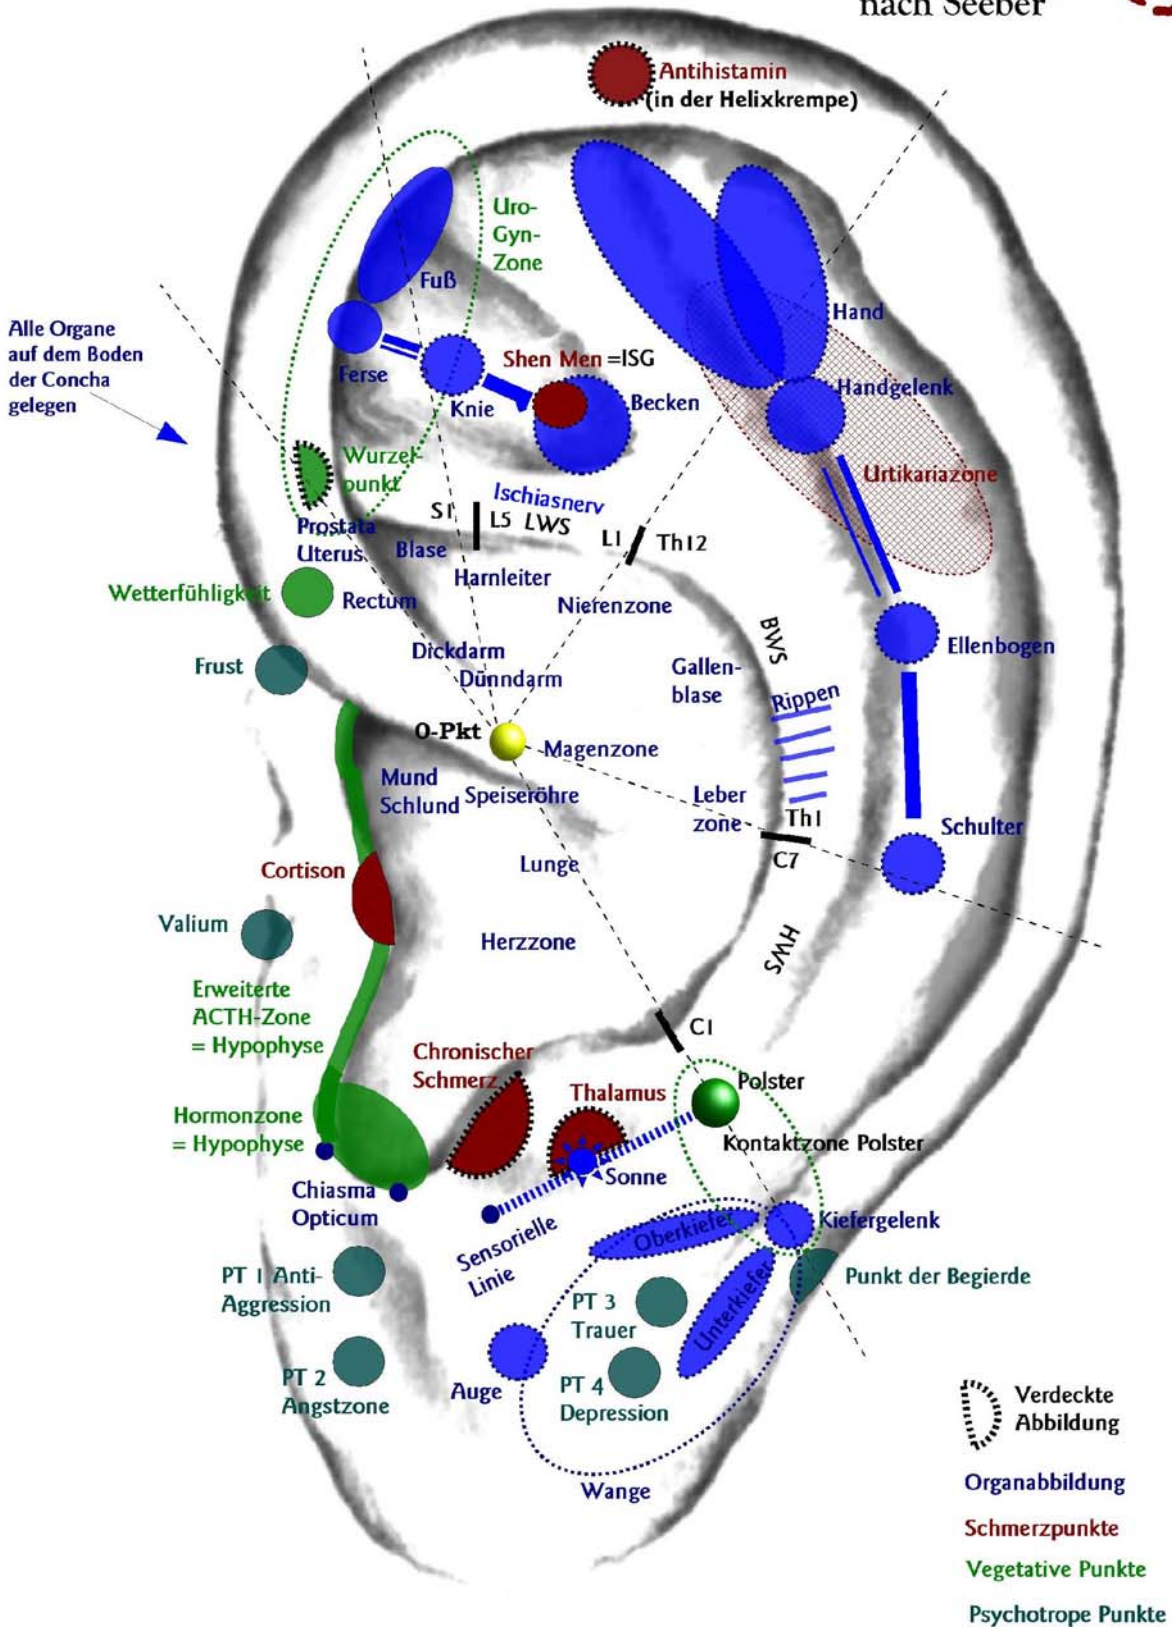 nach Seeber
Antihistamin
(in der Helixkrempe)
Uro-
Gyn-
Zone
Fuß
Hand
Alle Organe
auf dem Boden
der Concha
gelegen
Ferse
Shen Men =ISG
Handgelenk
Knie
Becken
Wurzel-
punkt
Urtikariazone
Ischiasnerv
S1
L5 LWS
L1
Th12
Prostata
Uterus
Blase
Harnleiter
Wetterfühligkeit
Rectum
Nierenzone
BWS
Ellenbogen
Dickdarm
Dünndarm
Frust
Gallen-
blase
Rippen
0-Pkt
Magenzone
Mund
Schlund
Speiseröhre
Leber
zone
Th1
Schulter
C7
Cortison
Lunge
Valium
Herzzone
HWS
Erweiterte
ACTH-Zone
= Hypophyse
C1
Chronischer
Schmerz
Thalamus
Polster
Hormonzone
= Hypophyse
Kontaktzone Polster
Sonne
Chiasma
Opticum
Sensorielle
Linie
Oberkiefer
Kiefergelenk
PT 1 Anti-
Aggression
PT 3
Trauer
Unterkiefer
Punkt der Begierde
PT 2
Angstzone
Auge
PT 4
Depression
Wange
Verdeckte
Abbildung
Organabbildung
Schmerzpunkte
Vegetative Punkte
Psychotrope Punkte